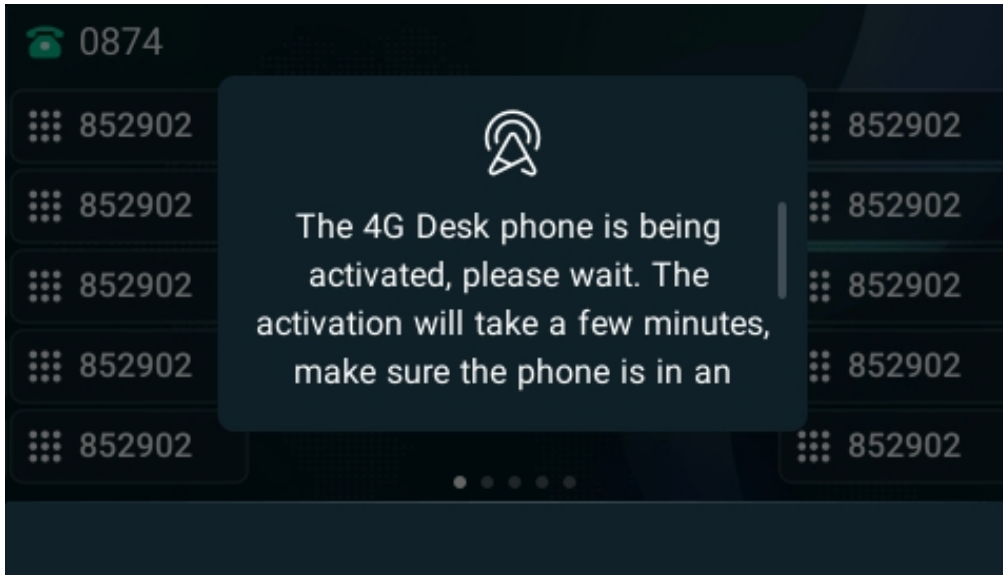 0874
852902
852902
852902
852902
852902
The 4G Desk phone is being
activated, please wait. The
activation will take a few minutes,
make sure the phone is in an
852902
852902
852902
852902
852902